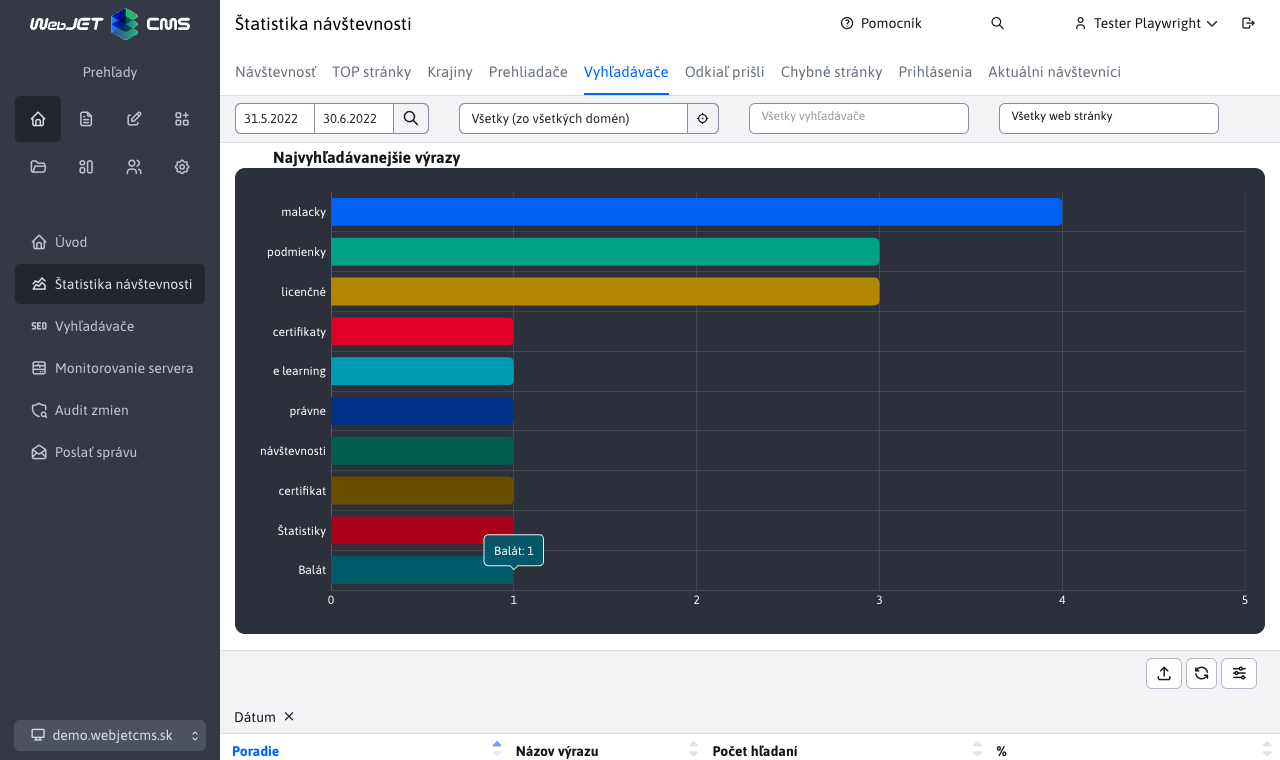 WebJET CMS
Prehľady
Úvod
Štatistika návštevnosti
SEO Vyhľadávače
Monitorovanie servera
Audit zmien
Poslať správu
demo.webjetcms.sk
Štatistika návštevnosti
Pomocník
Tester Playwright
Návštevnosť TOP stránky Krajiny Prehliadače Vyhľadávače Odkiaľ prišli Chybné stránky Prihlásenia Aktuálni návštevníci
31.5.2022 30.6.2022 Všetky (zo všetkých domén) Všetky vyhľadávače Všetky web stránky
Najvyhľadávanejšie výrazy
malacky
podmienky
licenčné
certifikaty
e learning
právne
návštevnosti
certifikat
Štatistiky
Balát: 1
Balát
0 1 2 3 4 5
Dátum
Poradie Názov výrazu Počet hľadaní %